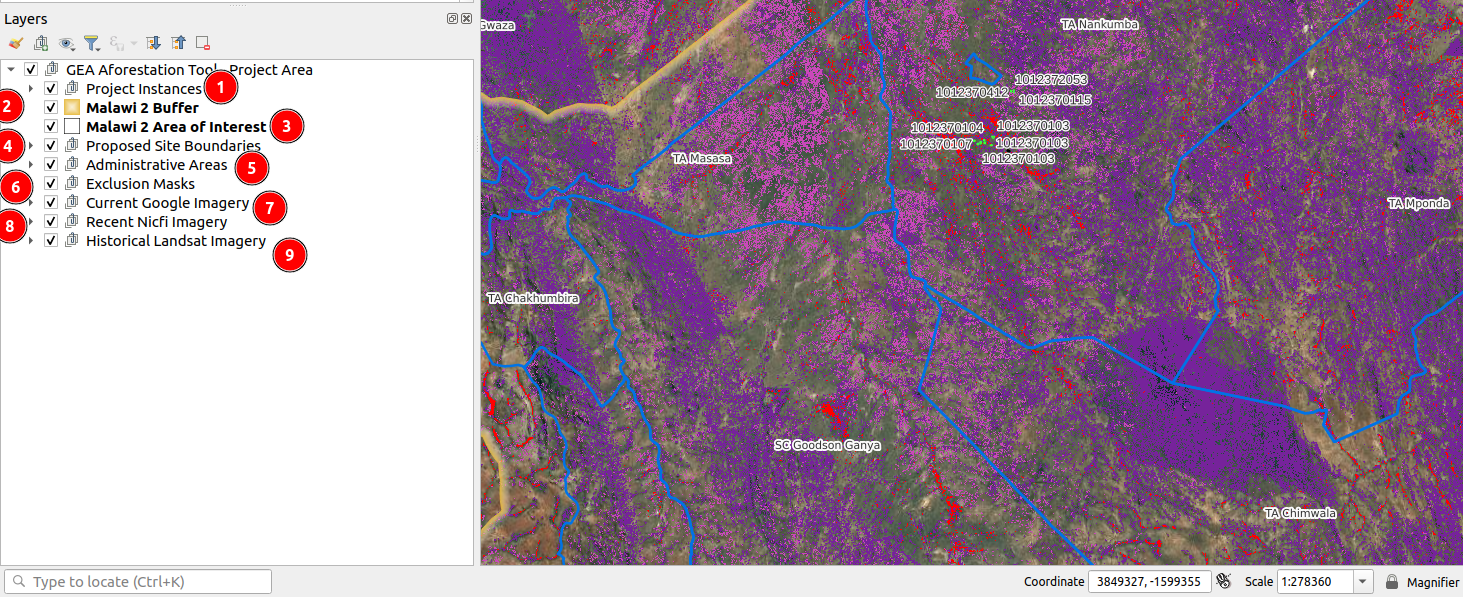 Layers
GEA Aforestation Tool - Project Area
Project Instances
1
2
Malawi 2 Buffer
Malawi 2 Area of Interest
3
4
Proposed Site Boundaries
Administrative Areas
5
6
Exclusion Masks
Current Google Imagery
7
8
Recent Nicfi Imagery
Historical Landsat Imagery
9
Gwaza
TA Nankumba
1012372053
1012370412
1012370115
1012370104
1012370103
1012370107
1012370103
1012370103
TA Masasa
TA Mponda
TA Chakhumbira
SC Goodson Ganya
TA Chimwala
Type to locate (Ctrl+K)
Coordinate 3849327, -1599355 Scale 1:278360 Magnifier